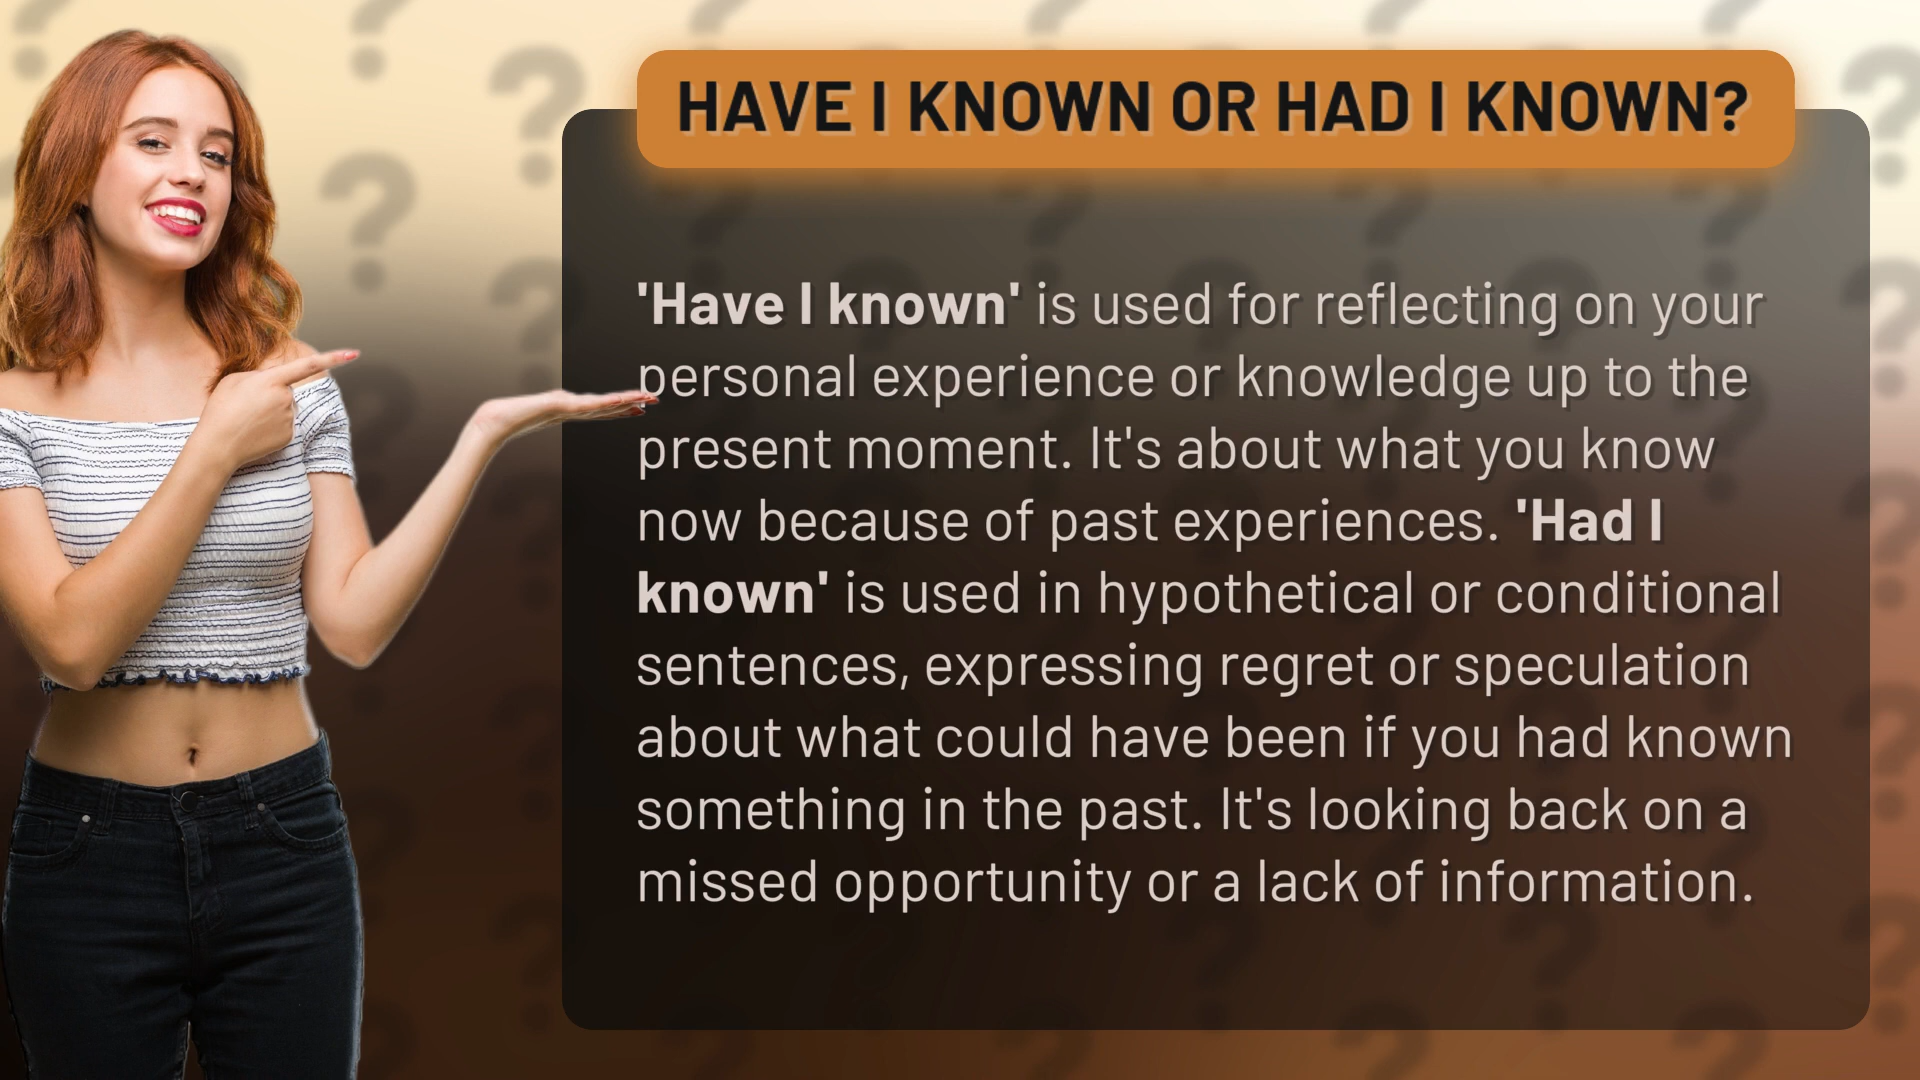 HAVE I KNOWN OR HAD I KNOWN?
'Have I known' is used for reflecting on your
personal experience or knowledge up to the
present moment. It's about what you know
now because of past experiences. 'Had I
known' is used in hypothetical or conditional
sentences, expressing regret or speculation
about what could have been if you had known
something in the past. It's looking back on a
missed opportunity or a lack of information.